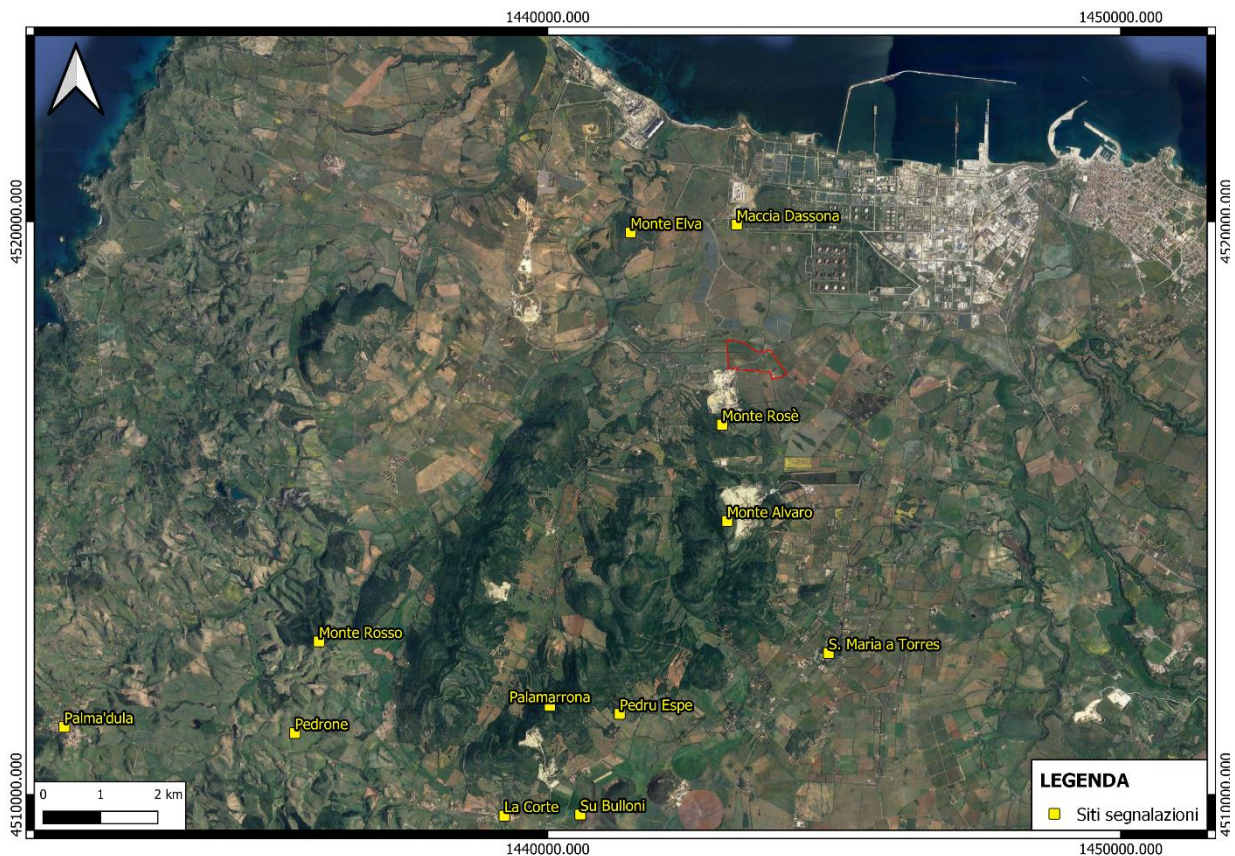 1440000.000
1450000.000
4520000.000
4520000.000
Monte Elva
Maccia Dassona
Monte Rosè
Monte Alvaro
Monte Rosso
S. Maria a Torres
Palamarrona
Pedru Espe
Palma'dula
Pedrone
La Corte
Su Bulloni
0 1 2 km
LEGENDA
Siti segnalazioni
4510000.000
4510000.000
1440000.000
1450000.000